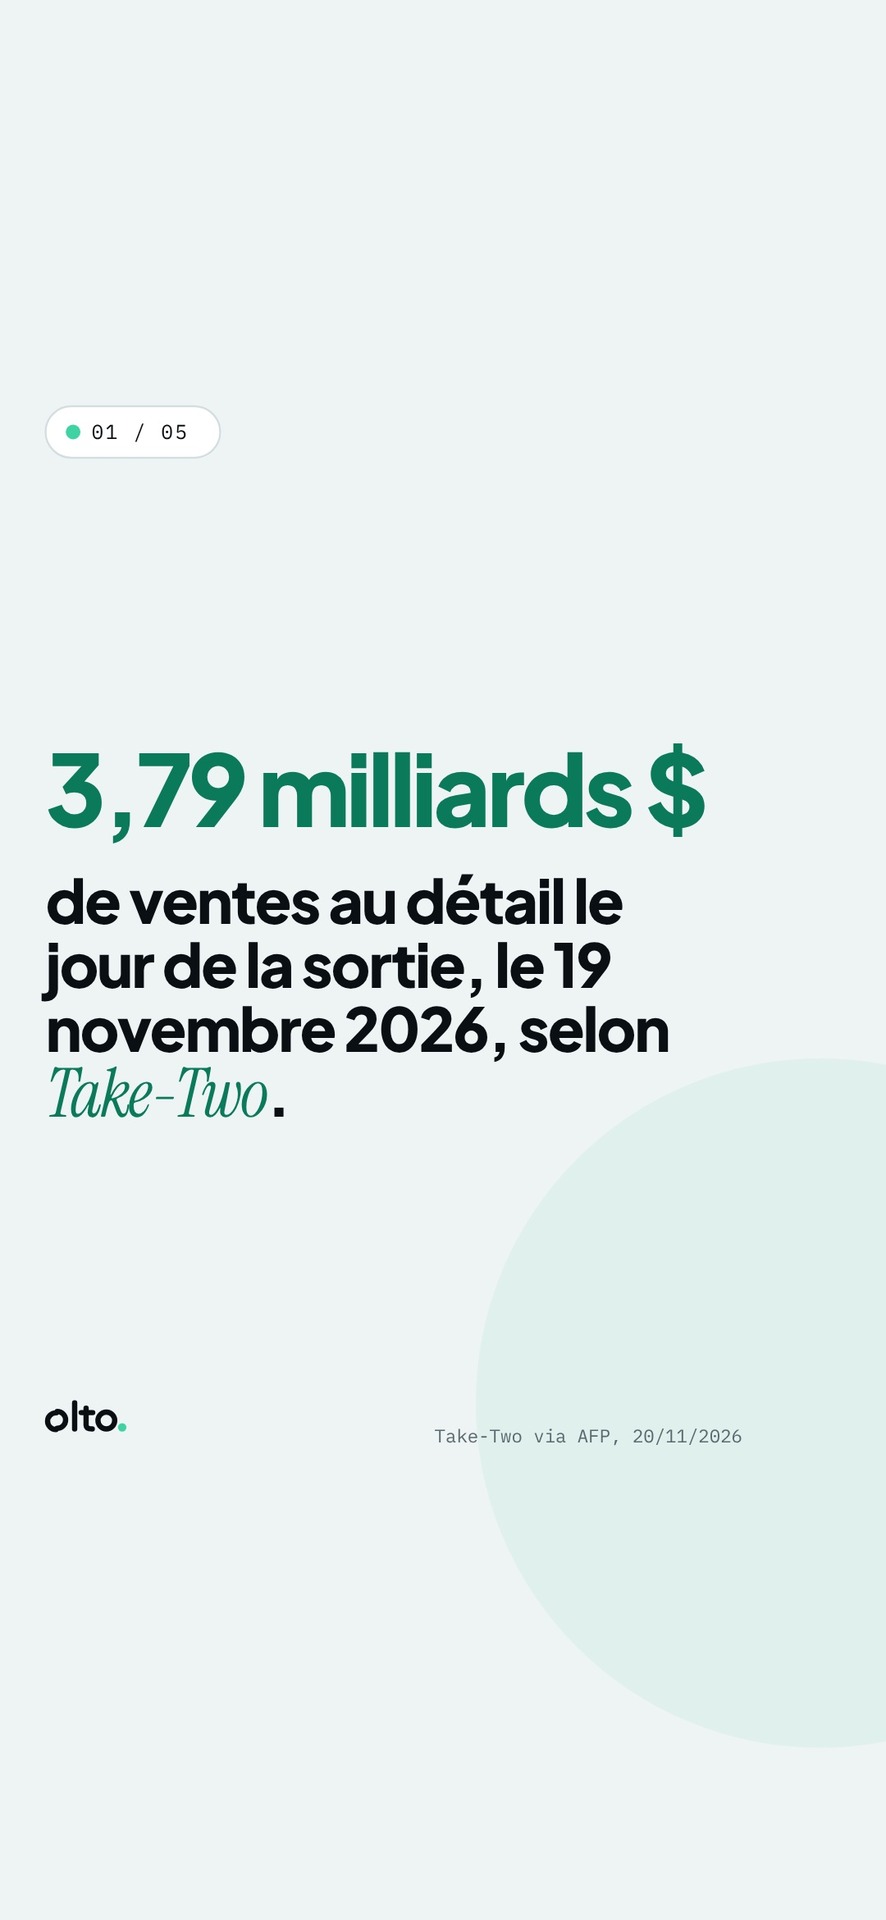 01 / 05
3,79 milliards $
de ventes au détail le
jour de la sortie, le 19
novembre 2026, selon
Take-Two.
olto.
Take-Two via AFP, 20/11/2026